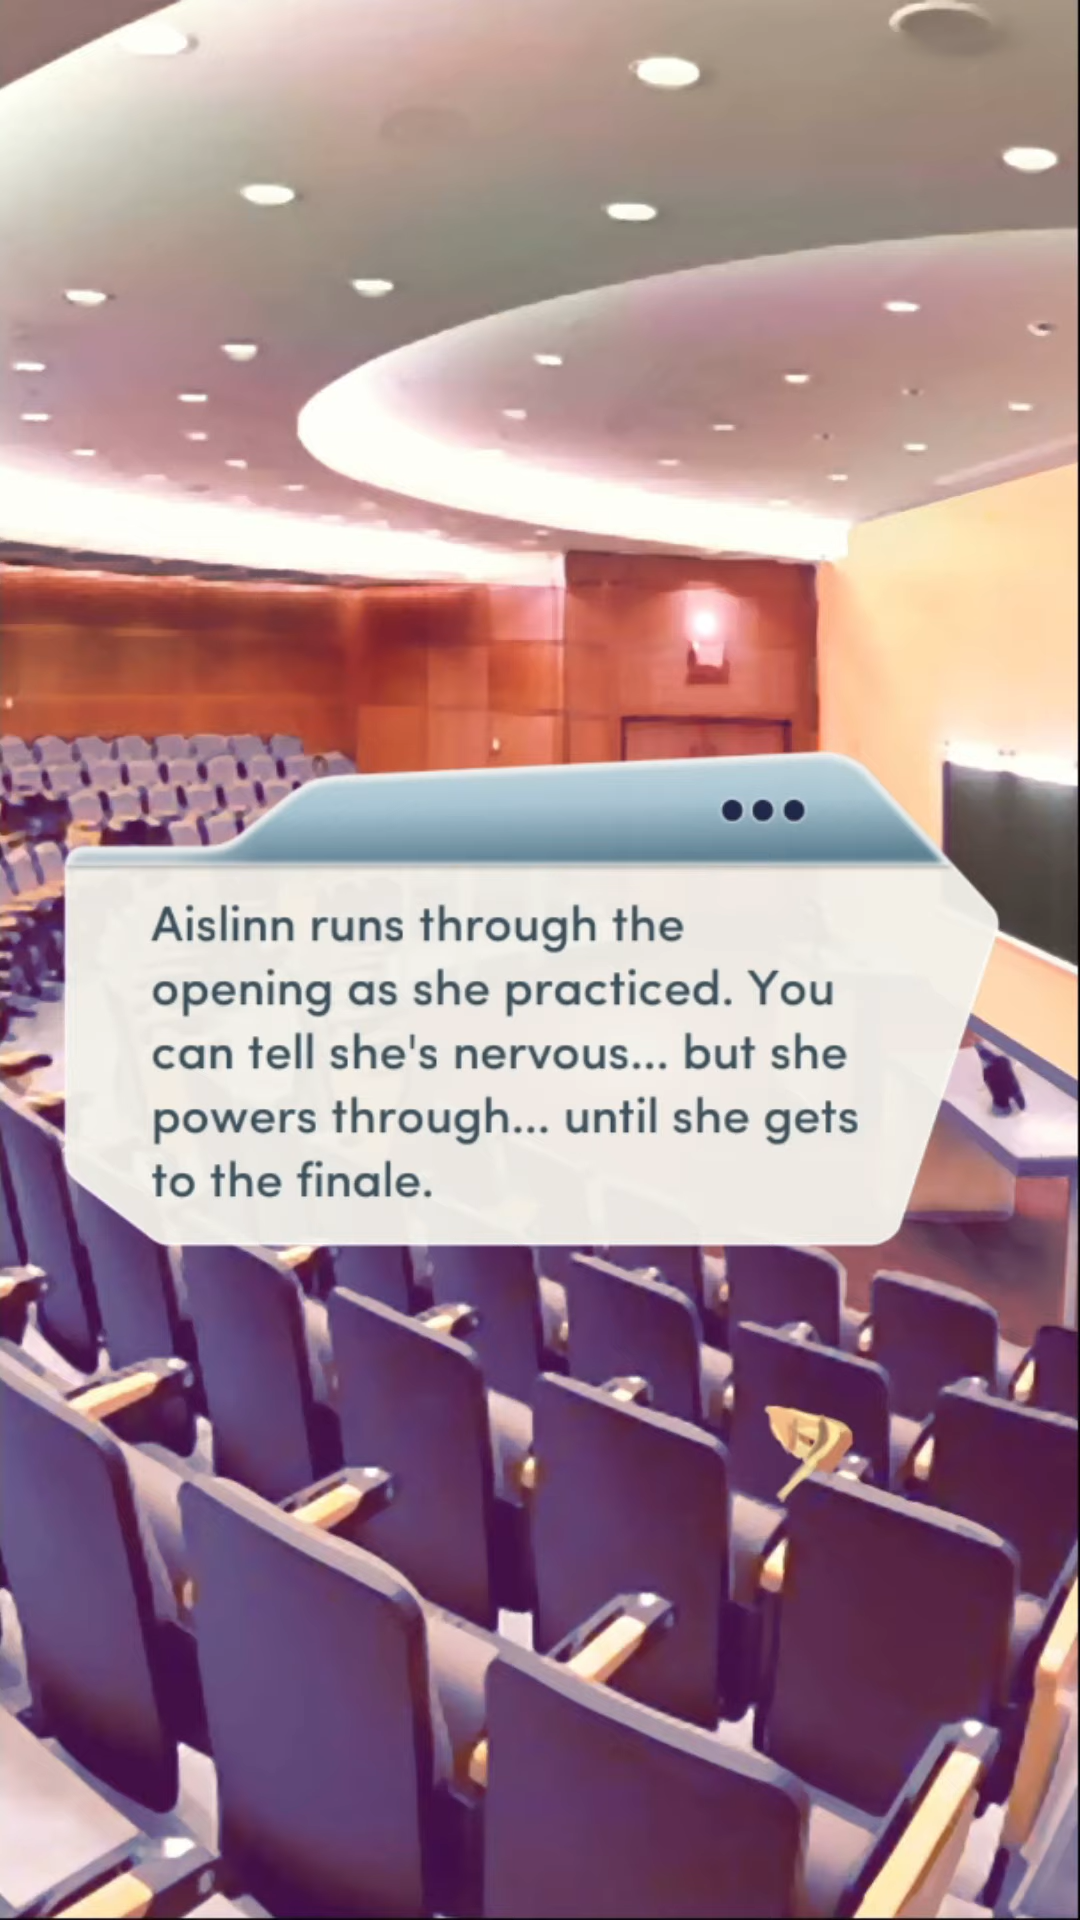 Aislinn runs through the
opening as she practiced. You
can tell she's nervous... but she
powers through... until she gets
to the finale.